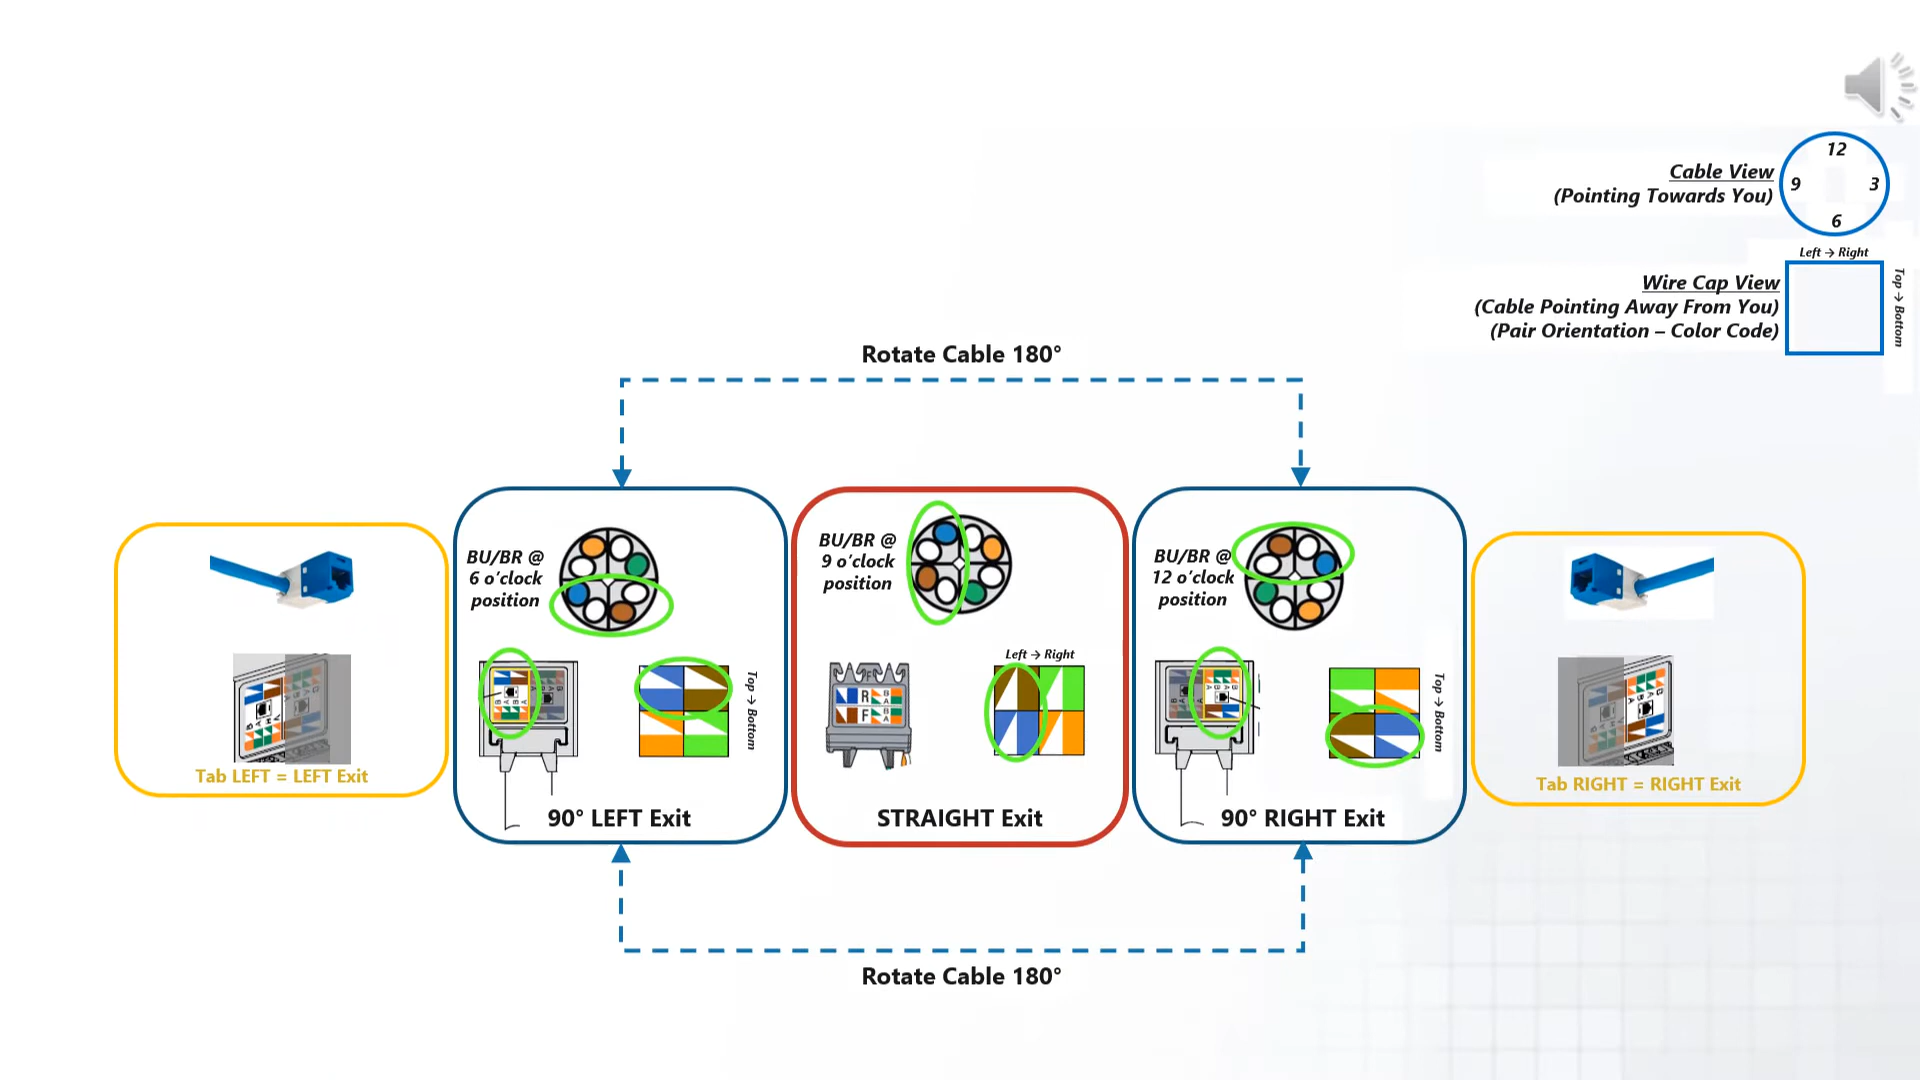 12
9 3
6
Cable View
(Pointing Towards You)
Left → Right
Top → Bottom
Wire Cap View
(Cable Pointing Away From You)
(Pair Orientation – Color Code)
Rotate Cable 180°
BU/BR @
6 o'clock
position
Top → Bottom
90° LEFT Exit
BU/BR @
9 o'clock
position
Left → Right
R
F
STRAIGHT Exit
BU/BR @
12 o'clock
position
Top → Bottom
90° RIGHT Exit
Tab LEFT = LEFT Exit
Tab RIGHT = RIGHT Exit
Rotate Cable 180°